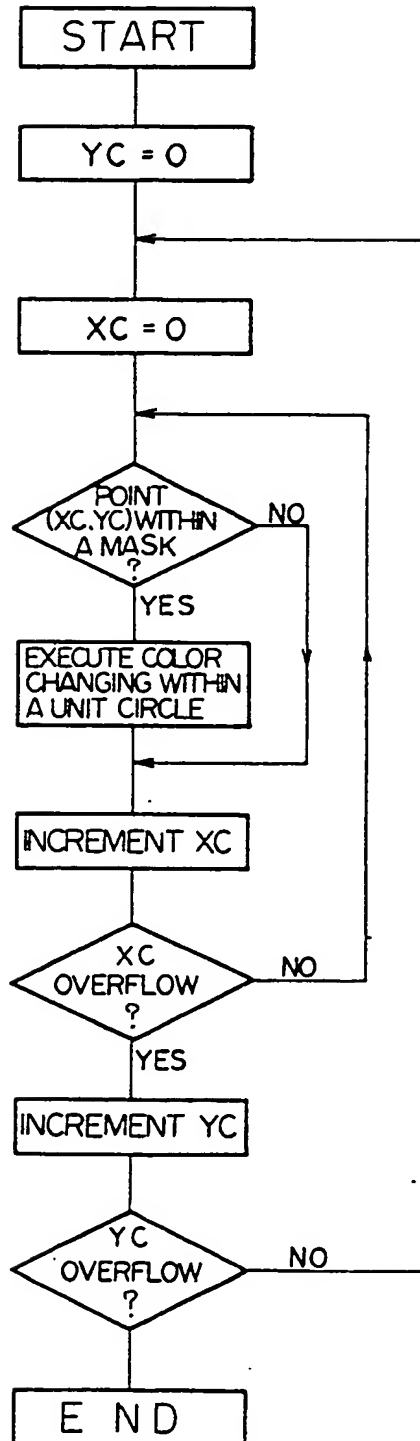 START
YC = 0
XC = 0
POINT
(XC.YC) WITHIN
A MASK
?
NO
YES
EXECUTE COLOR
CHANGING WITHIN
A UNIT CIRCLE
INCREMENT XC
XC
OVERFLOW
?
NO
YES
INCREMENT YC
YC
OVERFLOW
?
NO
END